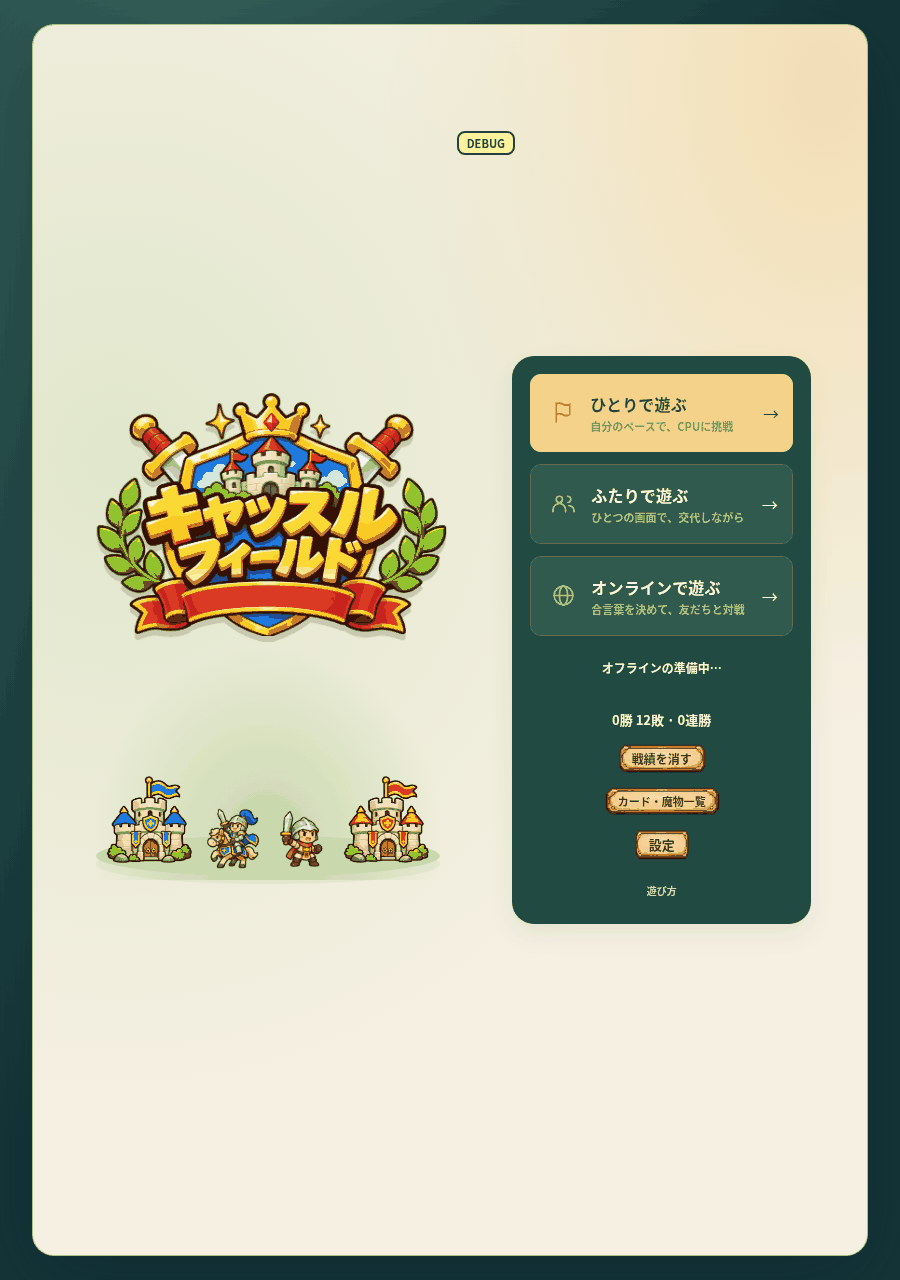 DEBUG
キャッスル
フィールド
ひとりで遊ぶ
自分のペースで、CPUに挑戦
→
ふたりで遊ぶ
ひとつの画面で、交代しながら
→
オンラインで遊ぶ
合言葉を決めて、友だちと対戦
→
オフラインの準備中…
0勝 12敗・0連勝
戦績を消す
カード・魔物一覧
設定
遊び方